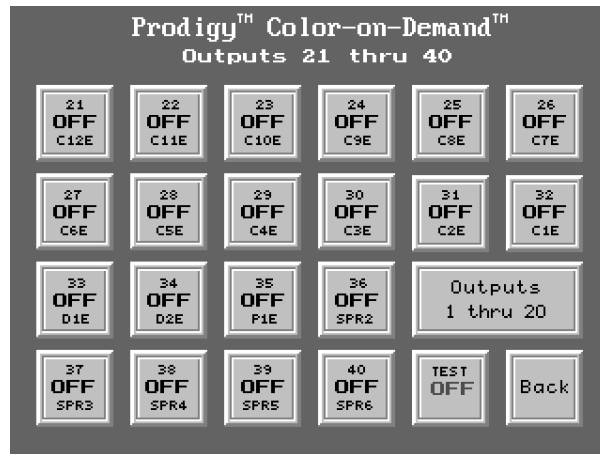 Prodigy™ Color-on-Demand™
Outputs 21 thru 40
21 22 23 24 25 26
OFF OFF OFF OFF OFF OFF
C12E C11E C10E C9E C8E C7E
27 28 29 30 31 32
OFF OFF OFF OFF OFF OFF
C6E C5E C4E C3E C2E C1E
33 34 35 36
OFF OFF OFF OFF
D1E D2E P1E SPR2
Outputs
1 thru 20
37 38 39 40 TEST
OFF OFF OFF OFF OFF
SPR3 SPR4 SPR5 SPR6
Back